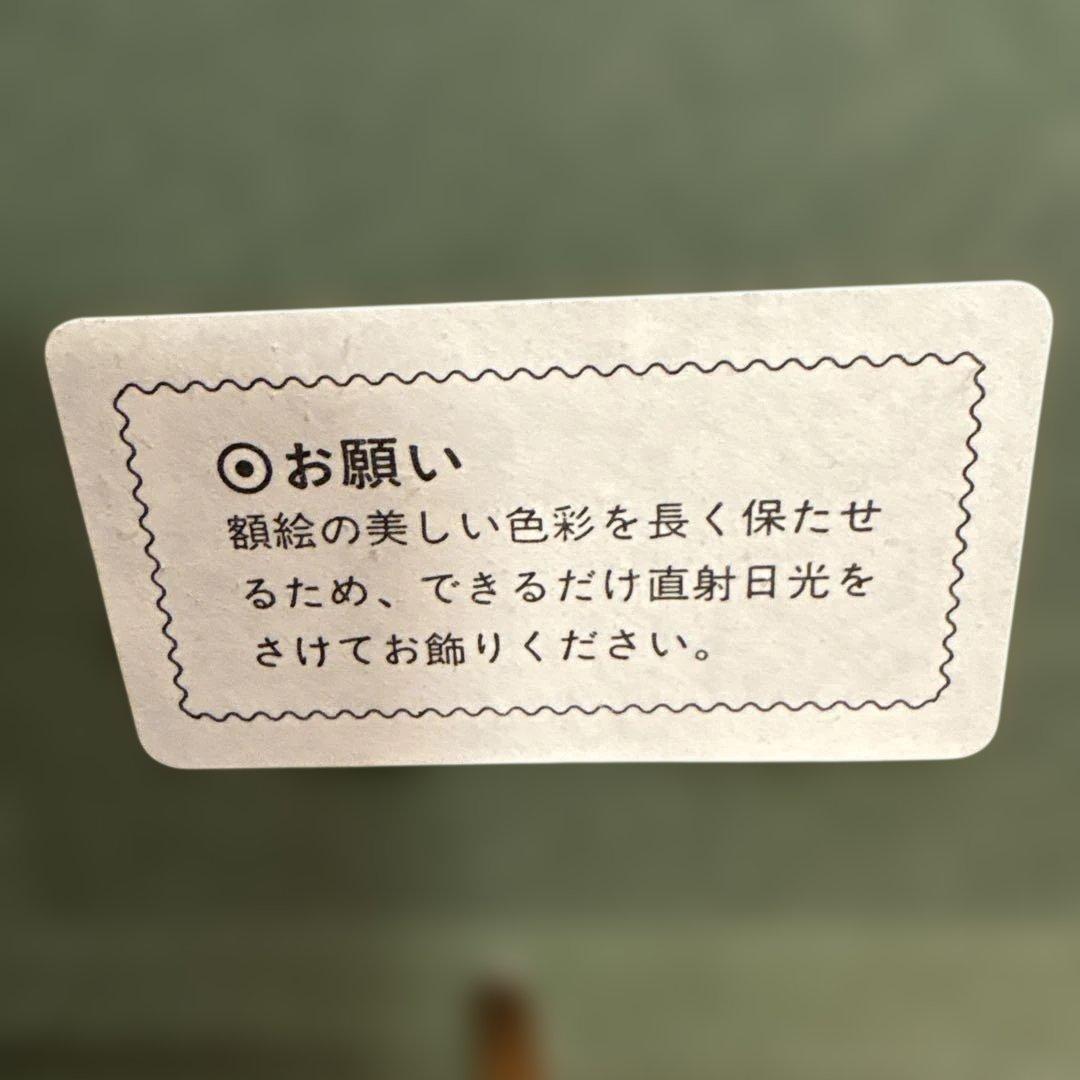 ◉お願い
額絵の美しい色彩を長く保たせ
るため、できるだけ直射日光を
さけてお飾りください。